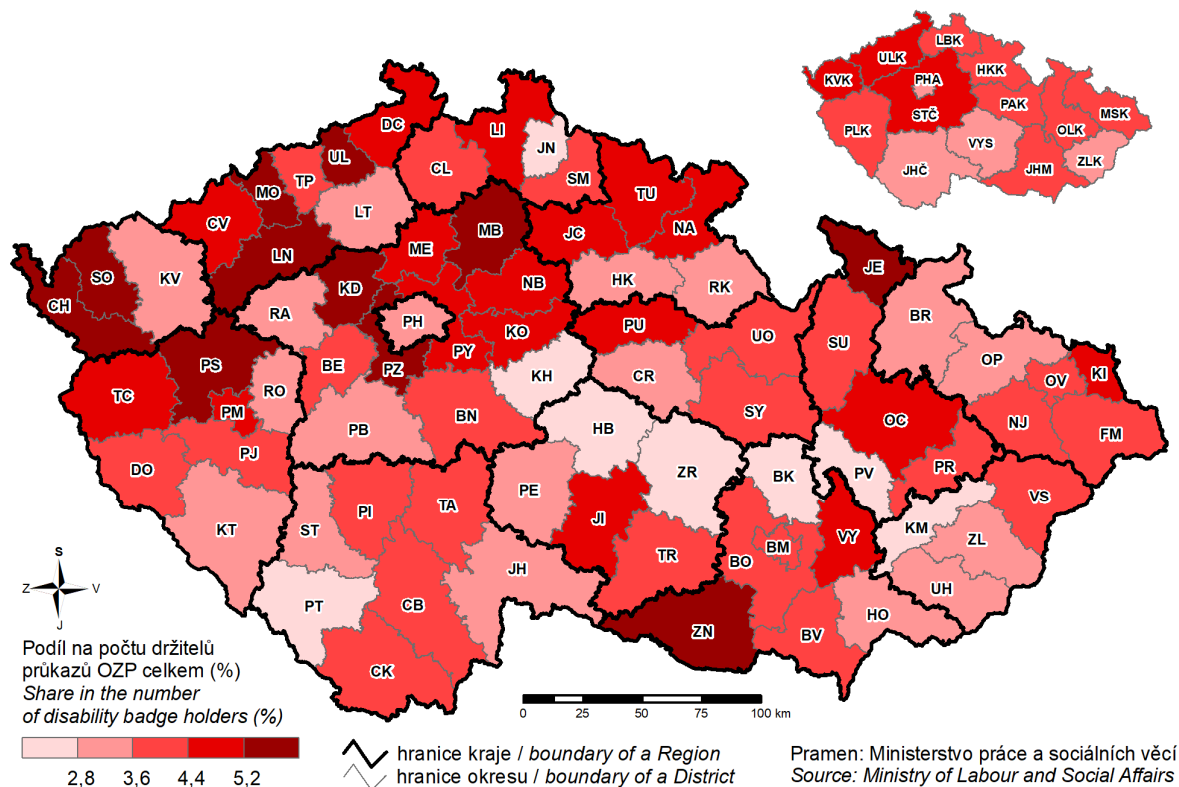 LBK
ULK
HKK
KVK
PHA
PAK
STČ
MSK
PLK
OLK
VYS
ZLK
JHČ
JHM
DC
LI
UL
JN
TP
CL
SM
MO
TU
LT
CV
MB
JC
NA
ME
LN
SO
KV
KD
NB
HK
RK
JE
CH
RA
PH
BR
KO
PU
UO
SU
PS
BE
PZ
PY
OP
KH
CR
KI
OV
TC
RO
PM
BN
SY
OC
NJ
PB
HB
FM
DO
PJ
ZR
BK
PV
PR
PE
VS
PI
TA
JI
KT
ST
KM
VY
ZL
TR
BO
BM
JH
UH
PT
CB
HO
ZN
BV
CK
S
Z
V
J
Podíl na počtu držitelů
průkazů OZP celkem (%)
Share in the number
of disability badge holders (%)
2,8 3,6 4,4 5,2
0 25 50 75 100 km
hranice kraje / boundary of a Region
hranice okresu / boundary of a District
Pramen: Ministerstvo práce a sociálních věcí
Source: Ministry of Labour and Social Affairs